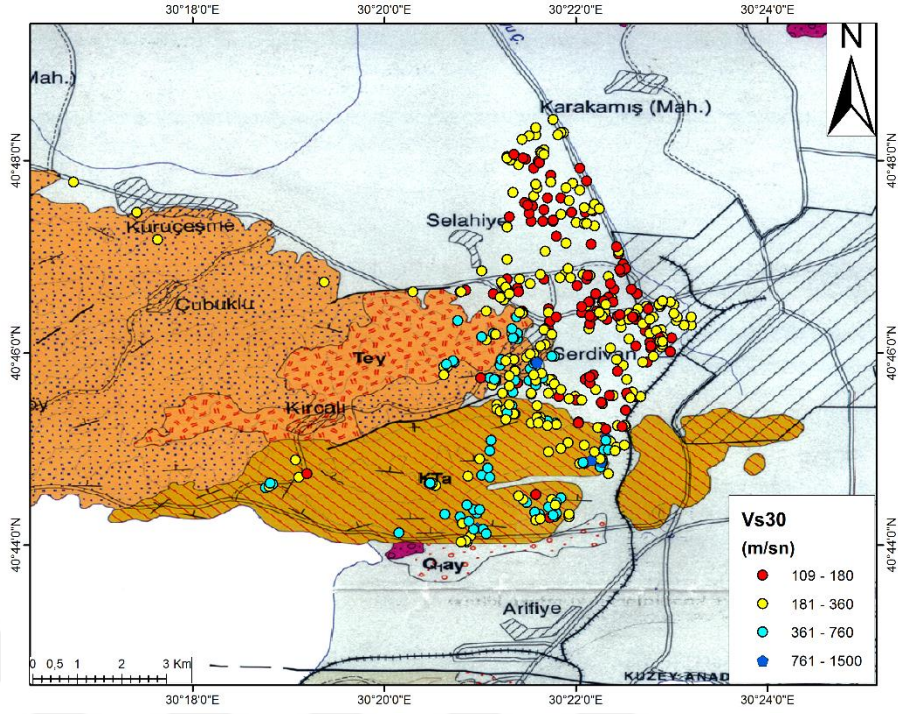 30°18'0"E
30°20'0"E
30°22'0"E
30°24'0"E
N
Mah.)
Karakamış (Mah.)
40°48'0"N
40°48'0"N
Selahiye
Kuruçeşme
Çubuklu
40°46'0"N
40°46'0"N
Tey
Serdivan
Kırcalı
KTa
Vs30
(m/sn)
40°44'0"N
40°44'0"N
Q₁ay
109 - 180
181 - 360
Arifiye
361 - 760
761 - 1500
0 0,5 1 2 3 Km
KUZEY ANAD
30°18'0"E
30°20'0"E
30°22'0"E
30°24'0"E